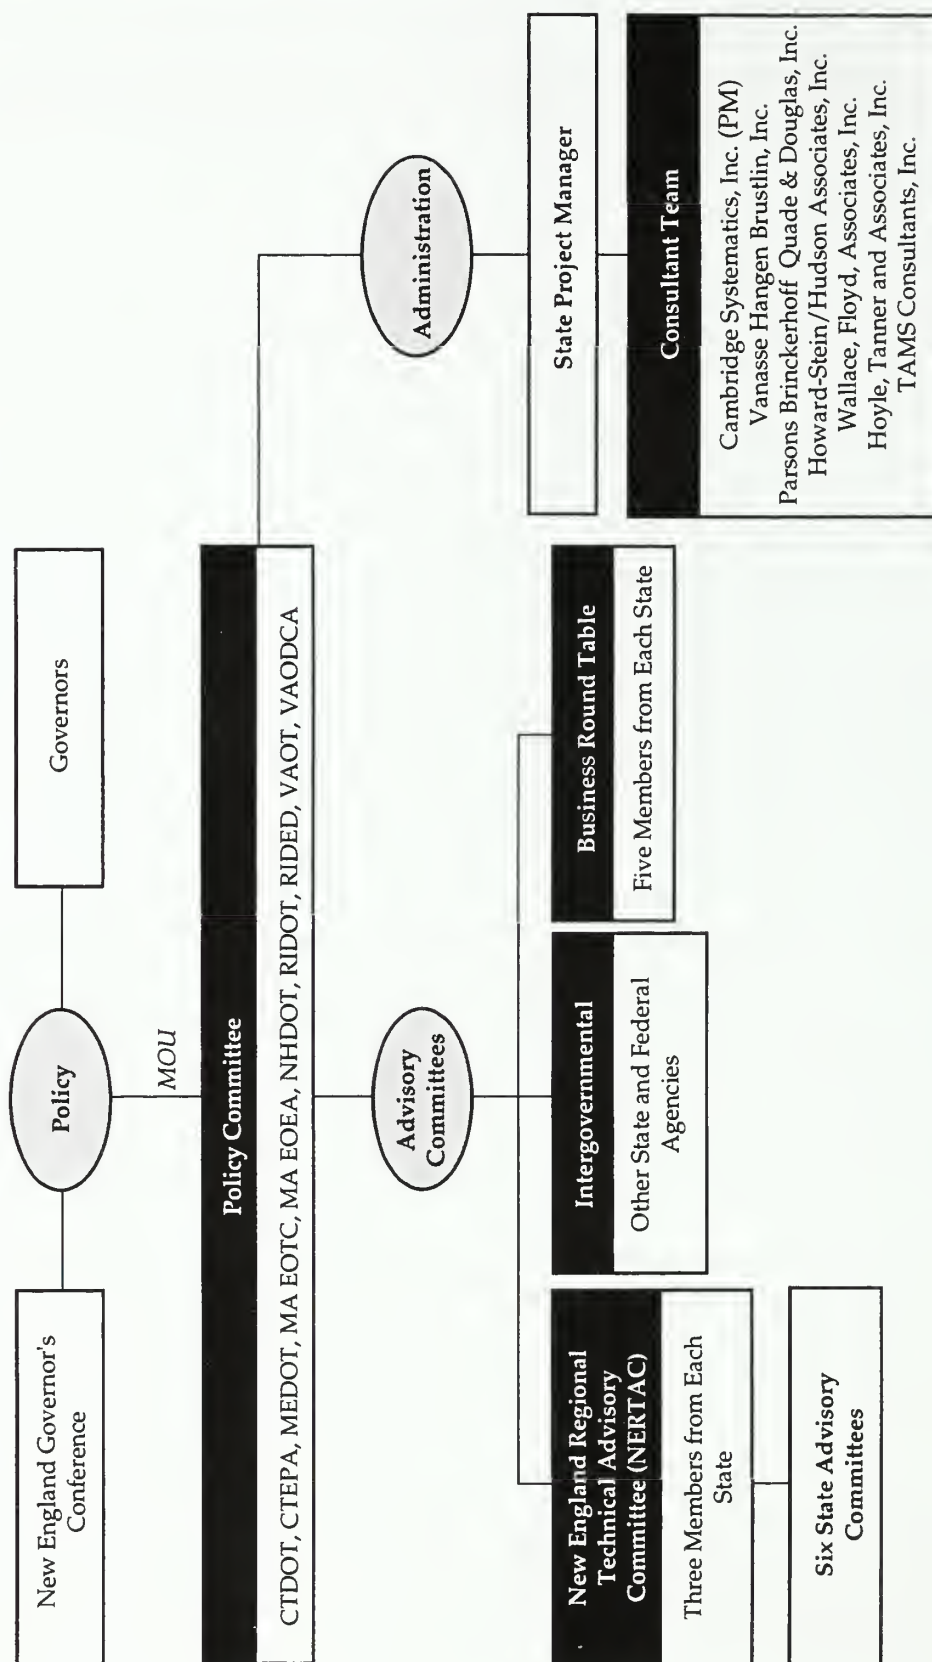 New England Governor's
Conference
Policy
Governors
MOU
Policy Committee
CTDOT, CTEPA, MEDOT, MA EOTC, MA EOEA, NHDOT, RIDOT, RIDED, VAOT, VAODCA
Advisory
Committees
Administration
New England Regional
Technical Advisory
Committee (NERTAC)
Three Members from Each
State
Six State Advisory
Committees
Intergovernmental
Other State and Federal
Agencies
Business Round Table
Five Members from Each State
State Project Manager
Consultant Team
Cambridge Systematics, Inc. (PM)
Vanasse Hangen Brustlin, Inc.
Parsons Brinckerhoff Quade & Douglas, Inc.
Howard-Stein/Hudson Associates, Inc.
Wallace, Floyd, Associates, Inc.
Hoyle, Tanner and Associates, Inc.
TAMS Consultants, Inc.